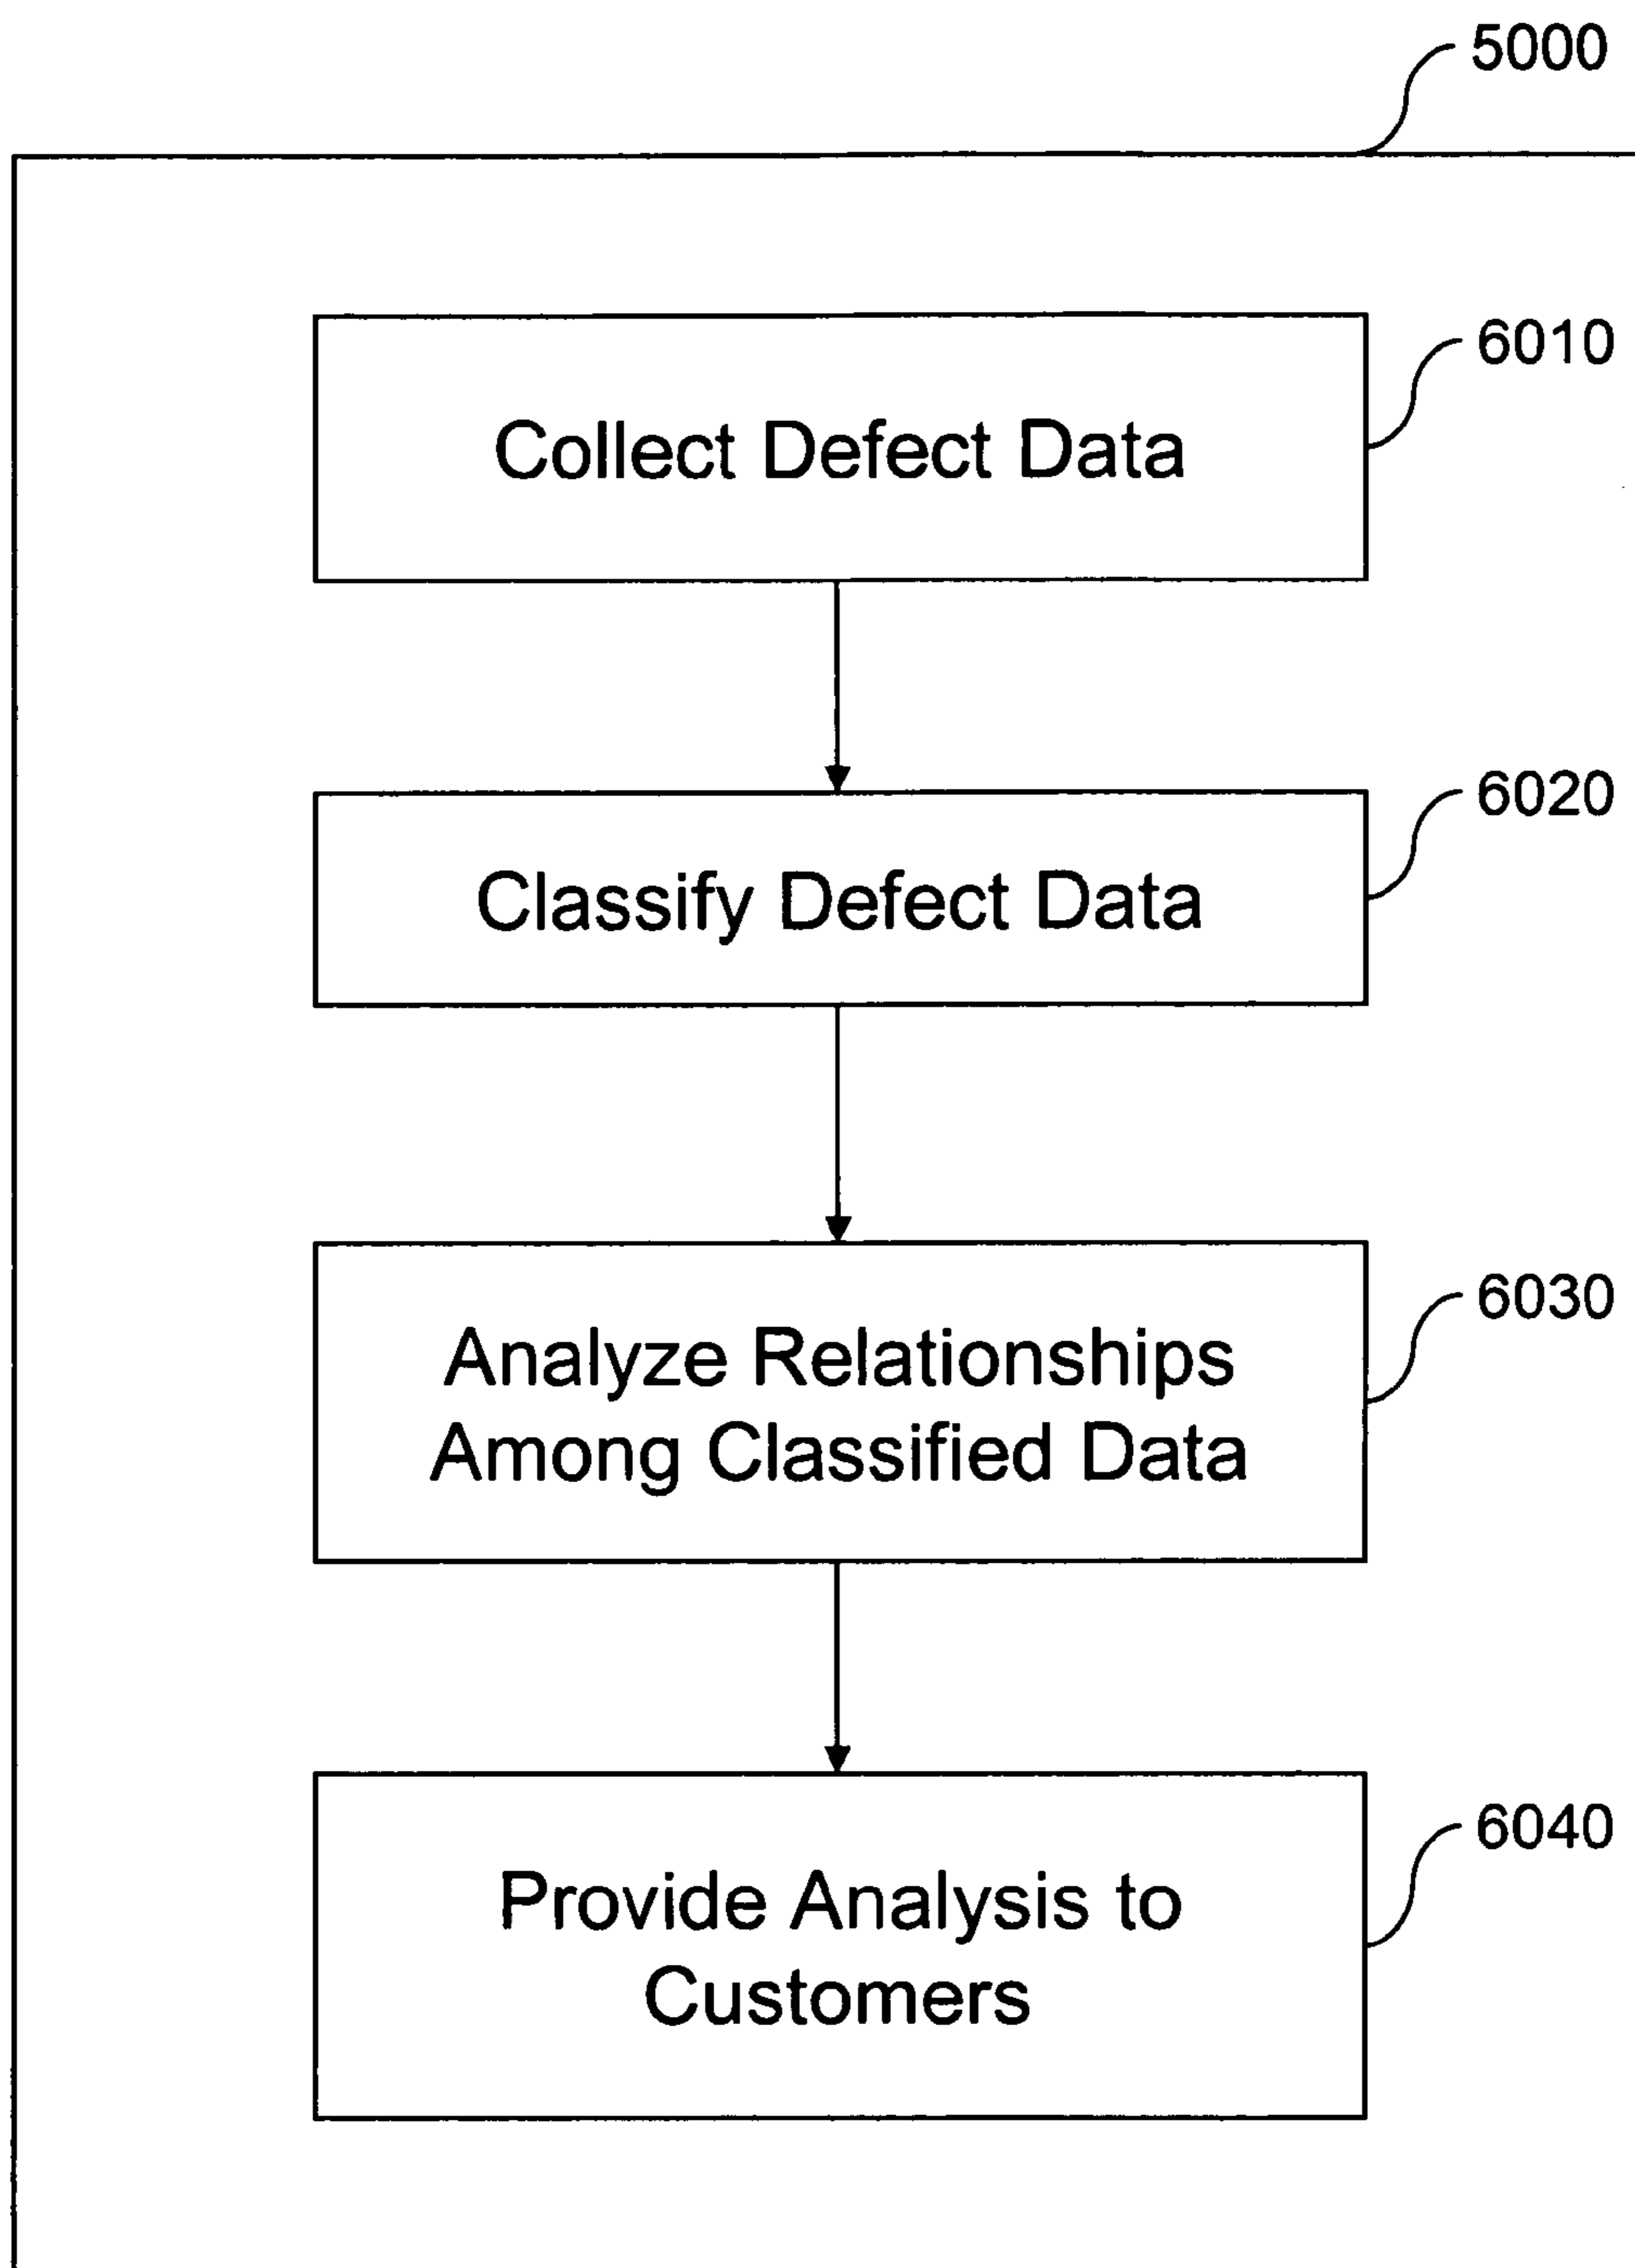 5000
6010
Collect Defect Data
6020
Classify Defect Data
6030
Analyze Relationships
Among Classified Data
6040
Provide Analysis to
Customers